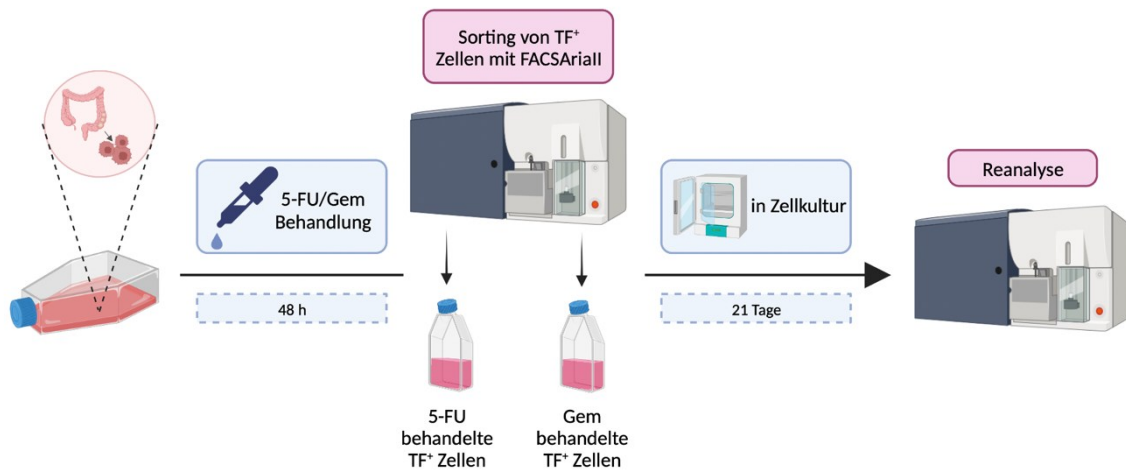 Sorting von TF⁺
Zellen mit FACSAriaII
5-FU/Gem
Behandlung
48 h
in Zellkultur
21 Tage
Reanalyse
5-FU
behandelte
TF⁺ Zellen
Gem
behandelte
TF⁺ Zellen